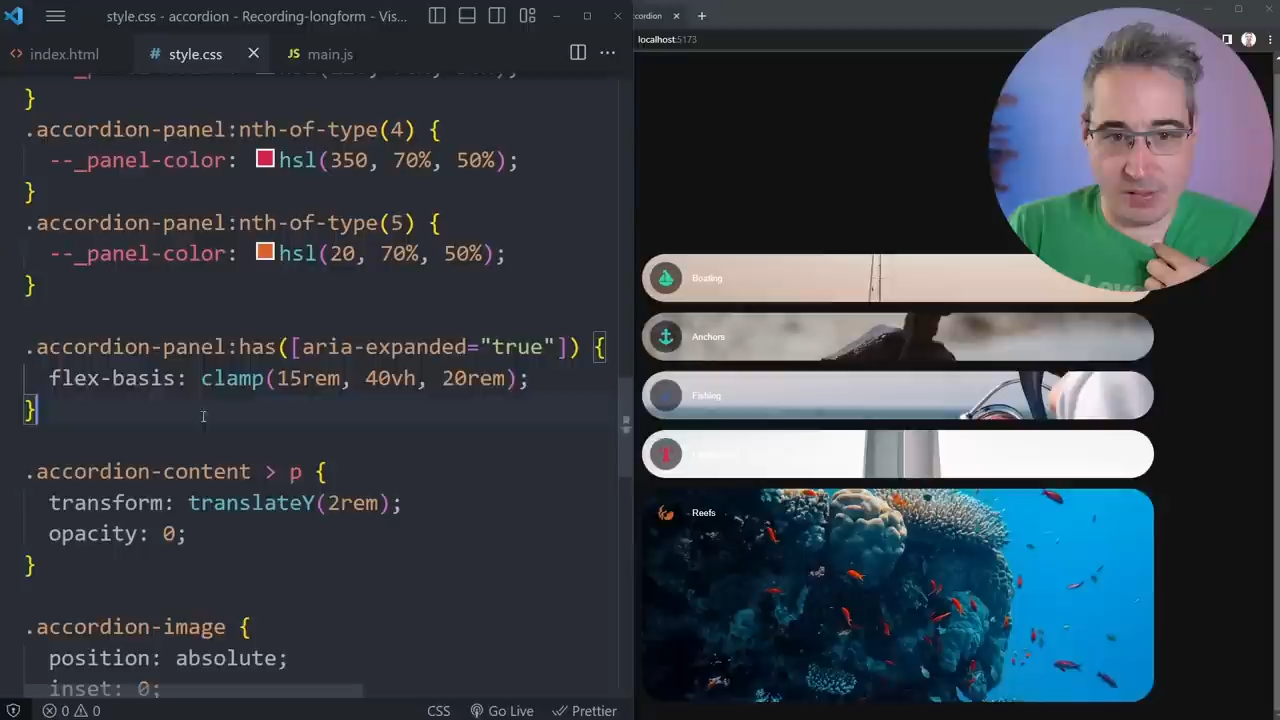 style.css - accordion - Recording-longform - Vis...
index.html
# style.css
JS main.js
}
.accordion-panel:nth-of-type(4) {
--_panel-color: hsl(350, 70%, 50%);
}
.accordion-panel:nth-of-type(5) {
--_panel-color: hsl(20, 70%, 50%);
}
.accordion-panel:has([aria-expanded="true"]) {
flex-basis: clamp(15rem, 40vh, 20rem);
}
.accordion-content > p {
transform: translateY(2rem);
opacity: 0;
}
.accordion-image {
position: absolute;
inset: 0;
0 0
CSS
Go Live
Prettier
cordion
localhost:5173
Boating
Anchors
Fishing
Reefs